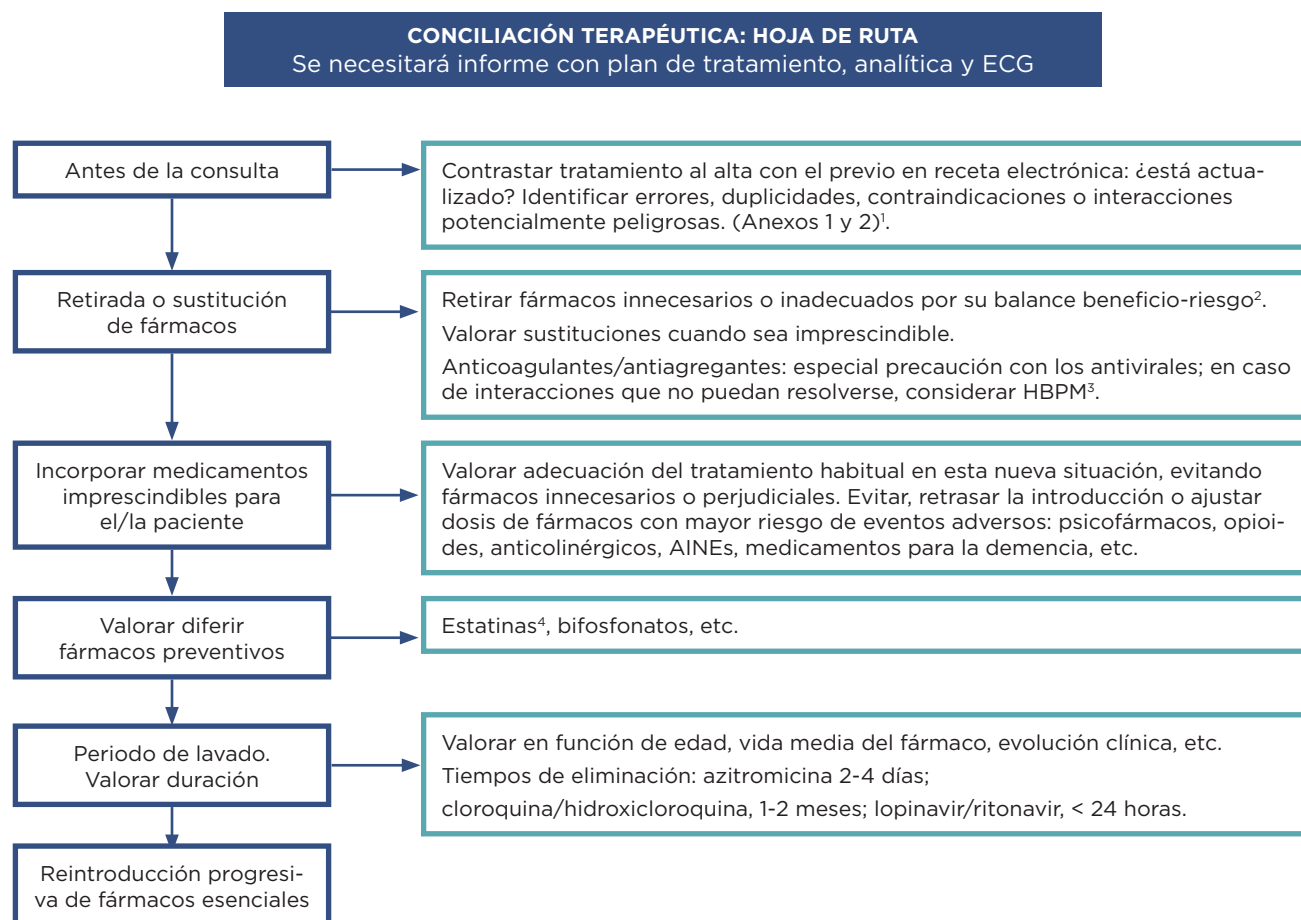 CONCILIACIÓN TERAPÉUTICA: HOJA DE RUTA
Se necesitará informe con plan de tratamiento, analítica y ECG
Antes de la consulta
Contrastar tratamiento al alta con el previo en receta electrónica: ¿está actua-
lizado? Identificar errores, duplicidades, contraindicaciones o interacciones
potencialmente peligrosas. (Anexos 1 y 2)¹.
Retirada o sustitución
de fármacos
Retirar fármacos innecesarios o inadecuados por su balance beneficio-riesgo².
Valorar sustituciones cuando sea imprescindible.
Anticoagulantes/antiagregantes: especial precaución con los antivirales; en caso
de interacciones que no puedan resolverse, considerar HBPM³.
Incorporar medicamentos
imprescindibles para
el/la paciente
Valorar adecuación del tratamiento habitual en esta nueva situación, evitando
fármacos innecesarios o perjudiciales. Evitar, retrasar la introducción o ajustar
dosis de fármacos con mayor riesgo de eventos adversos: psicofármacos, opioi-
des, anticolinérgicos, AINEs, medicamentos para la demencia, etc.
Valorar diferir
fármacos preventivos
Estatinas⁴, bifosfonatos, etc.
Periodo de lavado.
Valorar duración
Valorar en función de edad, vida media del fármaco, evolución clínica, etc.
Tiempos de eliminación: azitromicina 2-4 días;
cloroquina/hidroxicloroquina, 1-2 meses; lopinavir/ritonavir, < 24 horas.
Reintroducción progresi-
va de fármacos esenciales